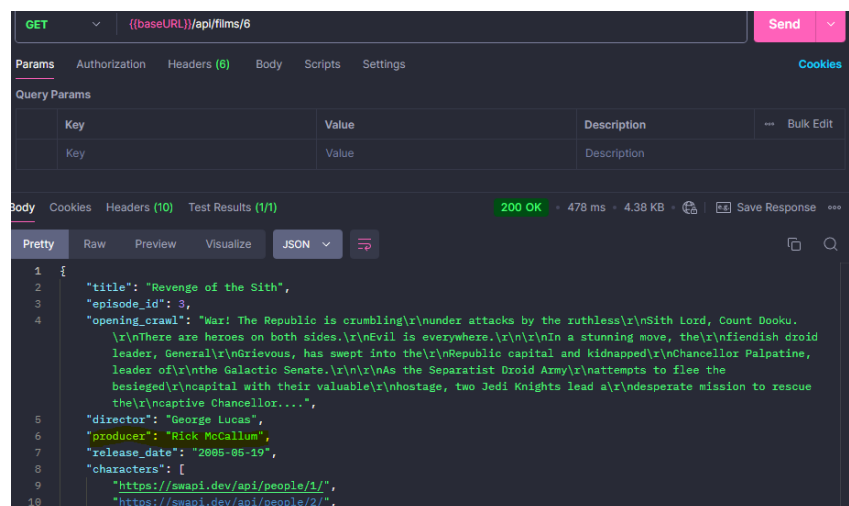 GET {{baseURL}}/api/films/6 Send
Params Authorization Headers (6) Body Scripts Settings Cookies
Query Params
Key Value Description Bulk Edit
Key Value Description
Body Cookies Headers (10) Test Results (1/1) 200 OK 478 ms 4.38 KB Save Response
Pretty Raw Preview Visualize JSON
1 {
2 "title": "Revenge of the Sith",
3 "episode_id": 3,
4 "opening_crawl": "War! The Republic is crumbling\r\nunder attacks by the ruthless\r\nSith Lord, Count Dooku.
\r\nThere are heroes on both sides.\r\nEvil is everywhere.\r\n\r\nIn a stunning move, the\r\nfiendish droid
leader, General\r\nGrievous, has swept into the\r\nRepublic capital and kidnapped\r\nChancellor Palpatine,
leader of\r\nthe Galactic Senate.\r\n\r\nAs the Separatist Droid Army\r\nattempts to flee the
besieged\r\ncapital with their valuable\r\nhostage, two Jedi Knights lead a\r\ndesperate mission to rescue
the\r\ncaptive Chancellor....",
5 "director": "George Lucas",
6 "producer": "Rick McCallum",
7 "release_date": "2005-05-19",
8 "characters": [
9 "https://swapi.dev/api/people/1/",
10 "https://swapi.dev/api/people/2/",